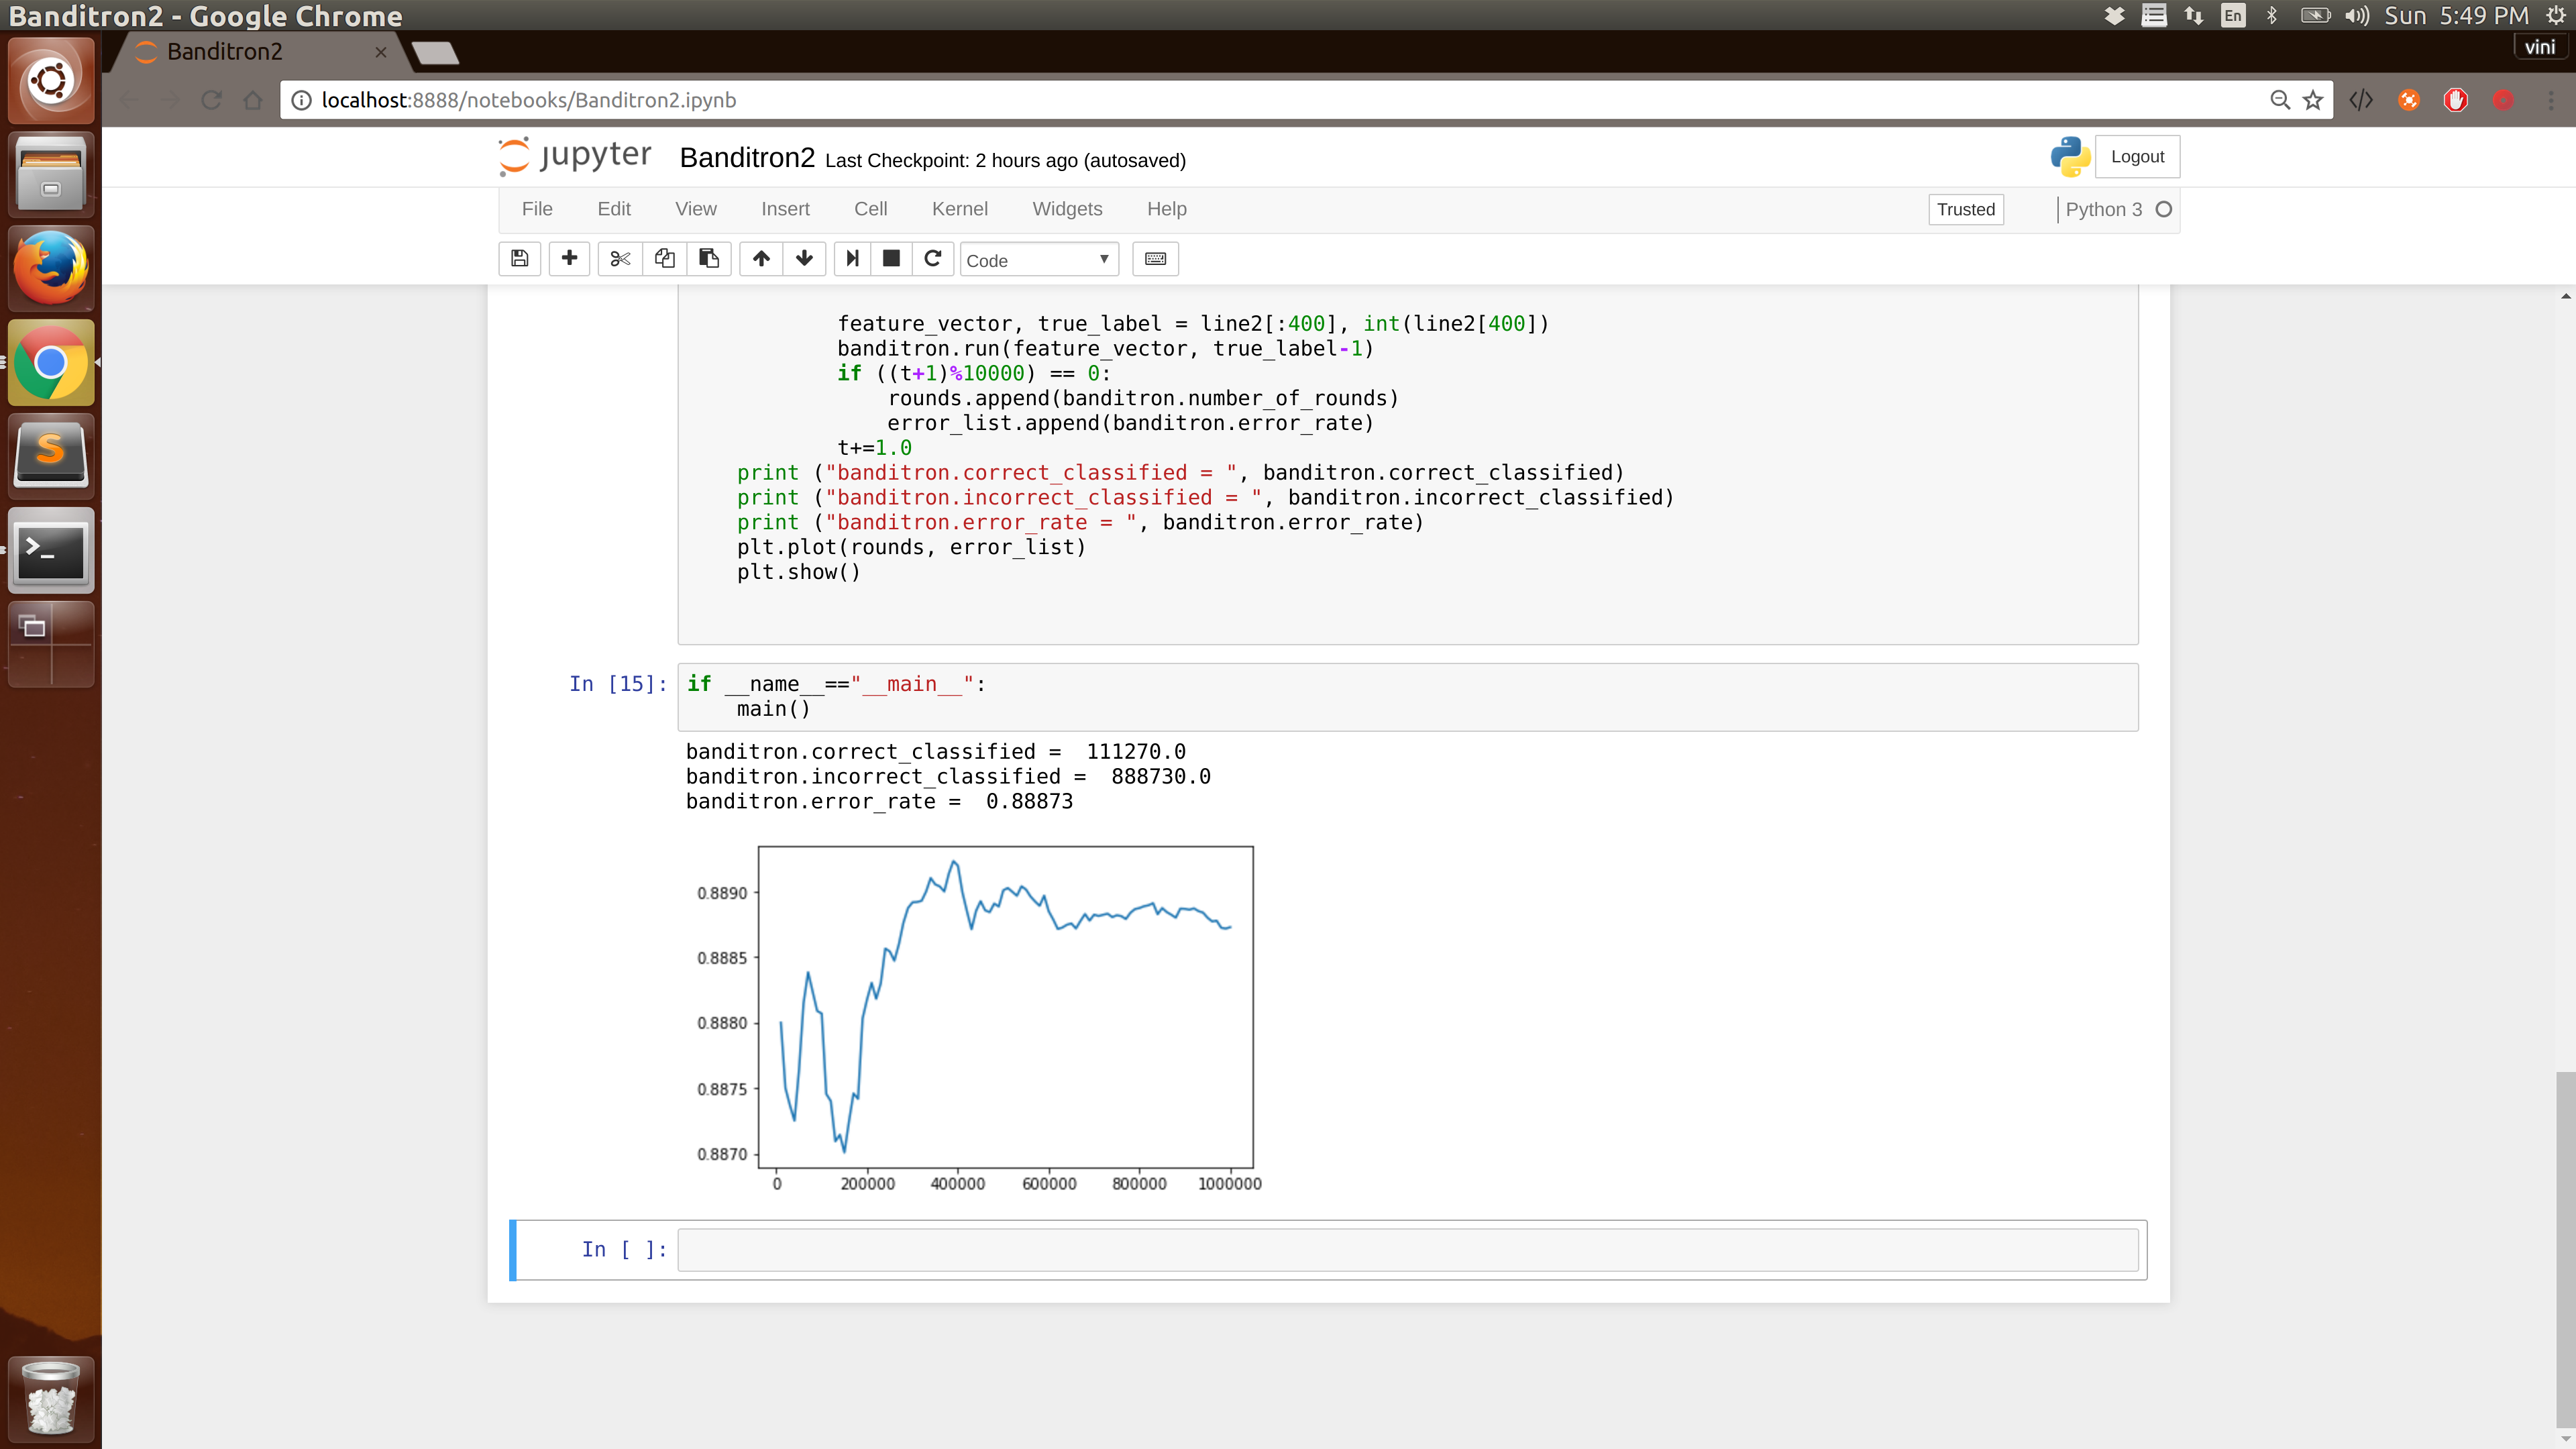 Banditron2 - Google Chrome
En
Sun 5:49 PM
Banditron2
vini
localhost:8888/notebooks/Banditron2.ipynb
jupyter Banditron2 Last Checkpoint: 2 hours ago (autosaved)
Logout
File Edit View Insert Cell Kernel Widgets Help
Trusted
Python 3
Code
feature_vector, true_label = line2[:400], int(line2[400])
banditron.run(feature_vector, true_label-1)
if ((t+1)%10000) == 0:
rounds.append(banditron.number_of_rounds)
error_list.append(banditron.error_rate)
t+=1.0
print ("banditron.correct_classified = ", banditron.correct_classified)
print ("banditron.incorrect_classified = ", banditron.incorrect_classified)
print ("banditron.error_rate = ", banditron.error_rate)
plt.plot(rounds, error_list)
plt.show()
In [15]: if __name__=="__main__":
main()
banditron.correct_classified =  111270.0
banditron.incorrect_classified =  888730.0
banditron.error_rate =  0.88873
0.8890
0.8885
0.8880
0.8875
0.8870
0 200000 400000 600000 800000 1000000
In [ ]: